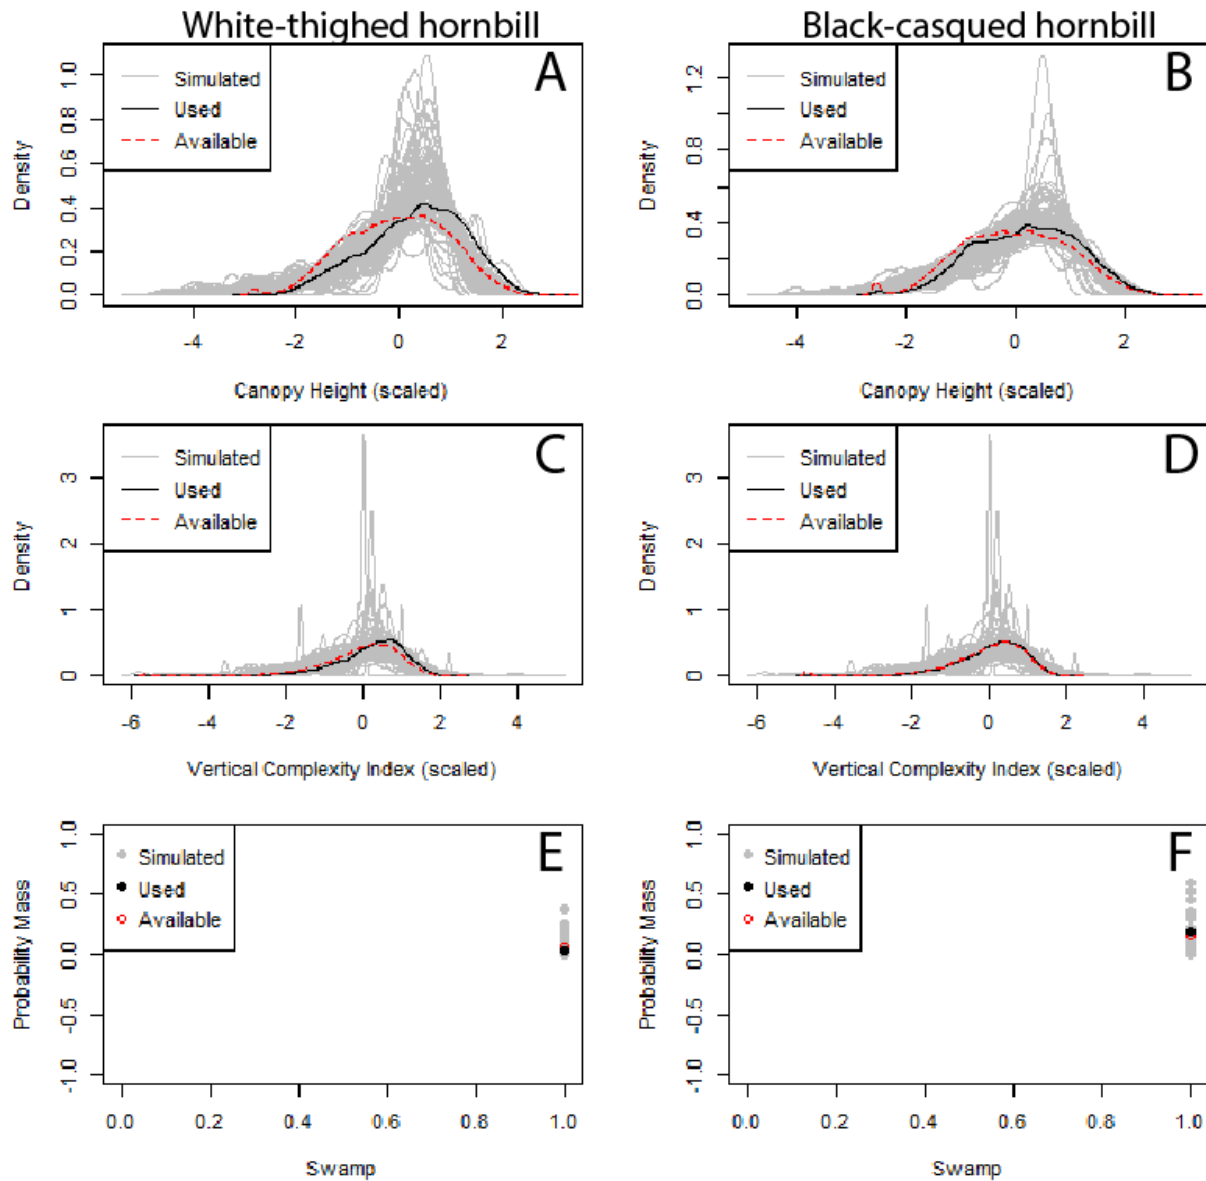 White-thighed hornbill
Black-casqued hornbill
A
Simulated
Used
Available
Density
0.0 0.2 0.4 0.6 0.8 1.0
-4 -2 0 2
Canopy Height (scaled)
B
Simulated
Used
Available
Density
0.0 0.4 0.8 1.2
-4 -2 0 2
Canopy Height (scaled)
C
Simulated
Used
Available
Density
0 1 2 3
-6 -4 -2 0 2 4
Vertical Complexity Index (scaled)
D
Simulated
Used
Available
Density
0 1 2 3
-6 -4 -2 0 2 4
Vertical Complexity Index (scaled)
E
Simulated
Used
Available
Probability Mass
-1.0 -0.5 0.0 0.5 1.0
0.0 0.2 0.4 0.6 0.8 1.0
Swamp
F
Simulated
Used
Available
Probability Mass
-1.0 -0.5 0.0 0.5 1.0
0.0 0.2 0.4 0.6 0.8 1.0
Swamp